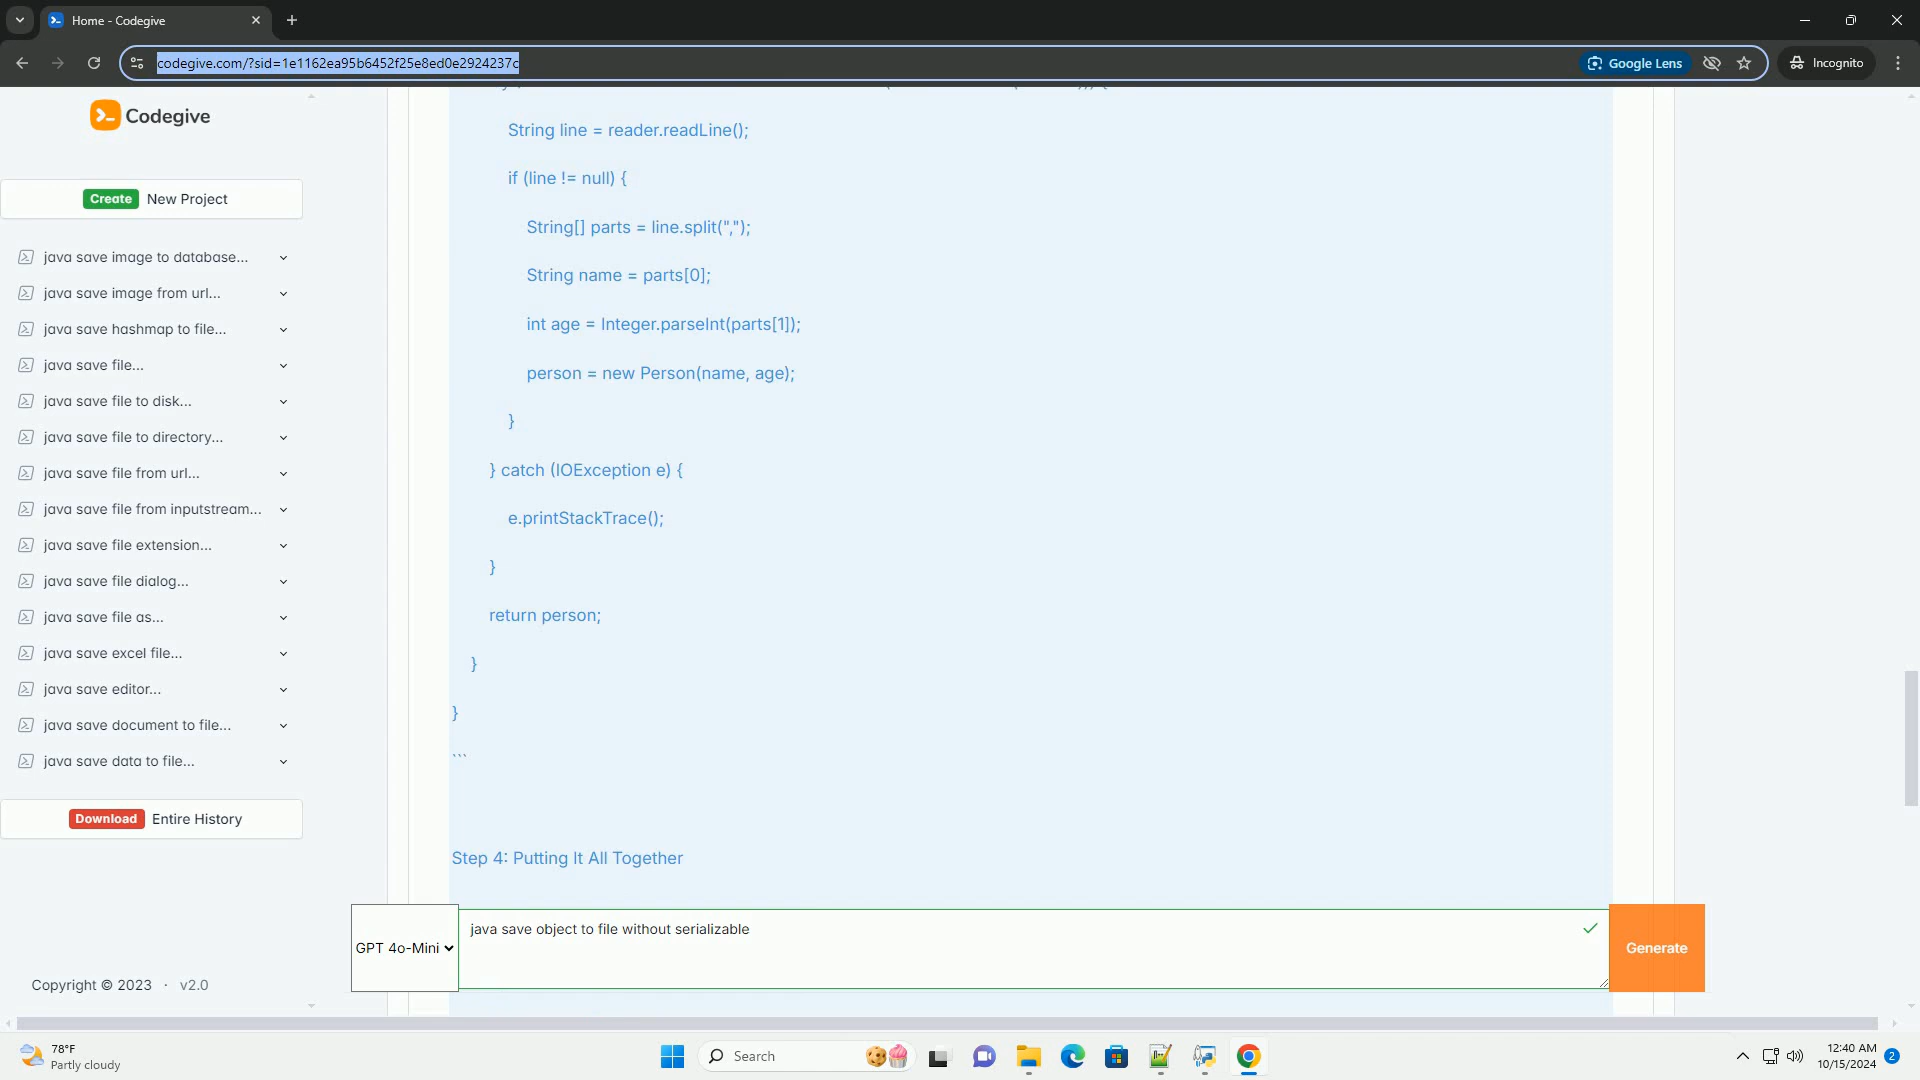 Home - Codegive
codegive.com/?sid=1e1162ea95b6452f25e8ed0e2924237c
Google Lens
Incognito
Codegive
Create New Project
java save image to database...
java save image from url...
java save hashmap to file...
java save file...
java save file to disk...
java save file to directory...
java save file from url...
java save file from inputstream...
java save file extension...
java save file dialog...
java save file as...
java save excel file...
java save editor...
java save document to file...
java save data to file...
Download Entire History
Copyright © 2023 · v2.0
String line = reader.readLine();
if (line != null) {
String[] parts = line.split(",");
String name = parts[0];
int age = Integer.parseInt(parts[1]);
person = new Person(name, age);
}
} catch (IOException e) {
e.printStackTrace();
}
return person;
}
}
```
Step 4: Putting It All Together
GPT 4o-Mini
java save object to file without serializable
Generate
78°F
Partly cloudy
Search
12:40 AM
10/15/2024
2